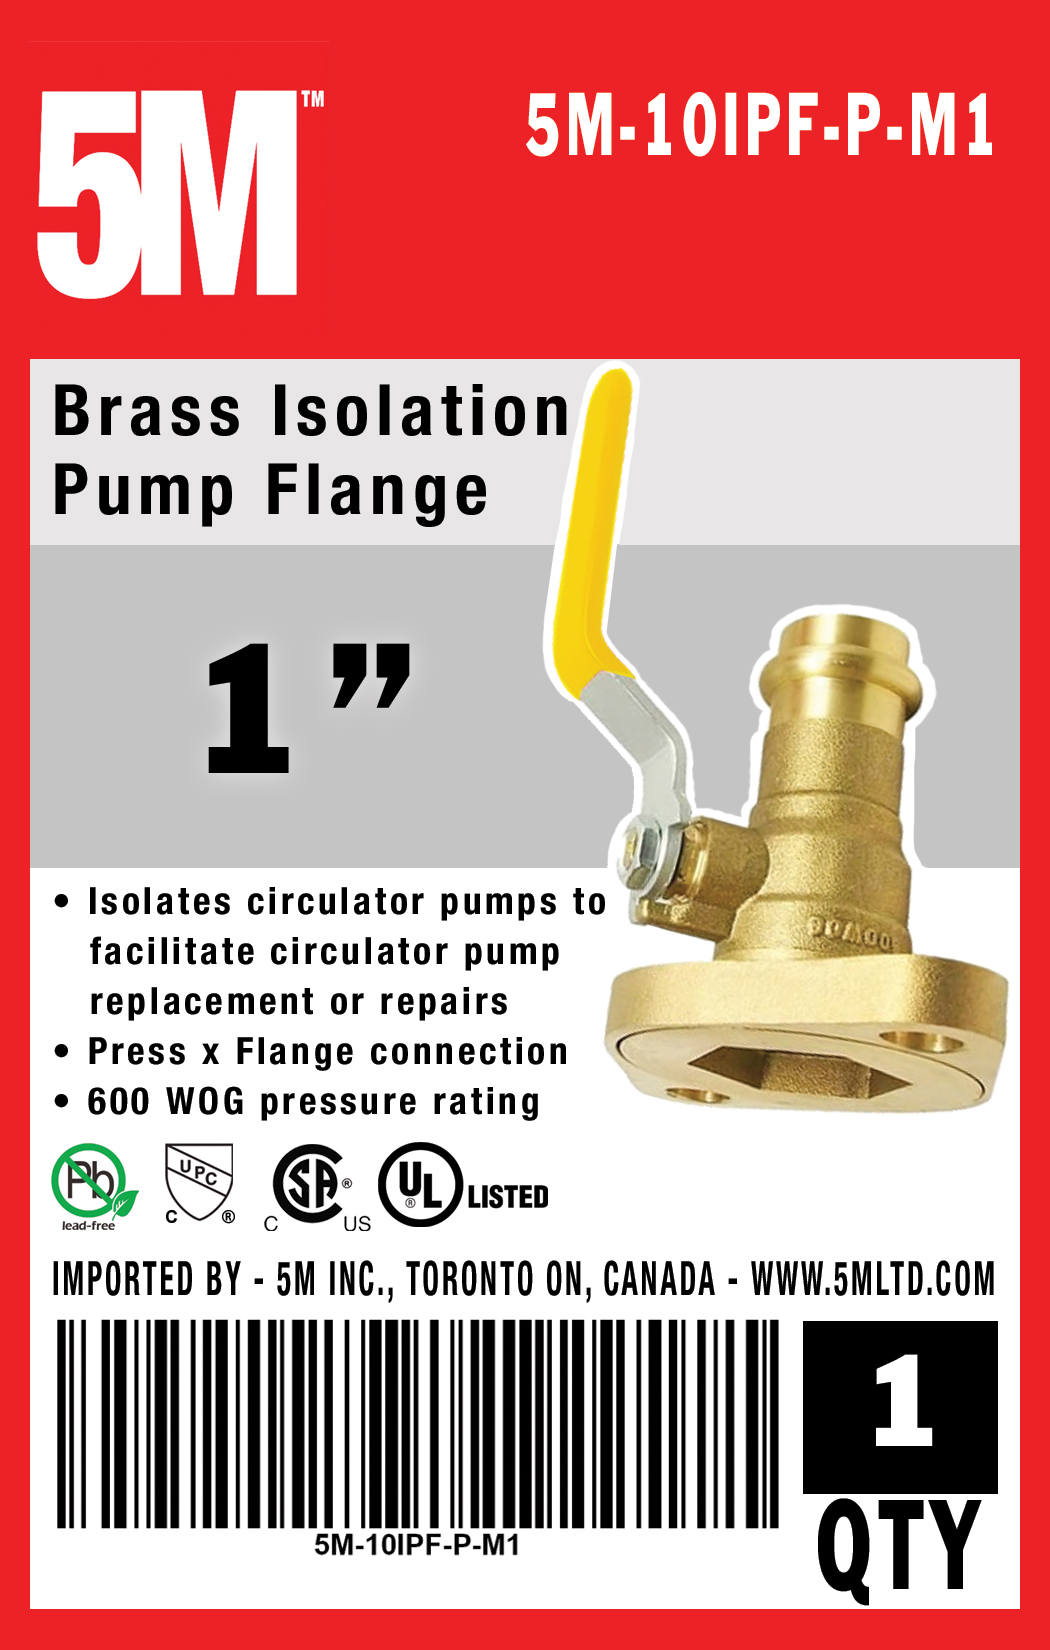 5M™
5M-10IPF-P-M1
Brass Isolation
Pump Flange
1”
• Isolates circulator pumps to
facilitate circulator pump
replacement or repairs
• Press x Flange connection
• 600 WOG pressure rating
Pb
lead-free
UPC
C ®
CSA ®
C US
UL ® LISTED
IMPORTED BY - 5M INC., TORONTO ON, CANADA - WWW.5MLTD.COM
5M-10IPF-P-M1
1
QTY